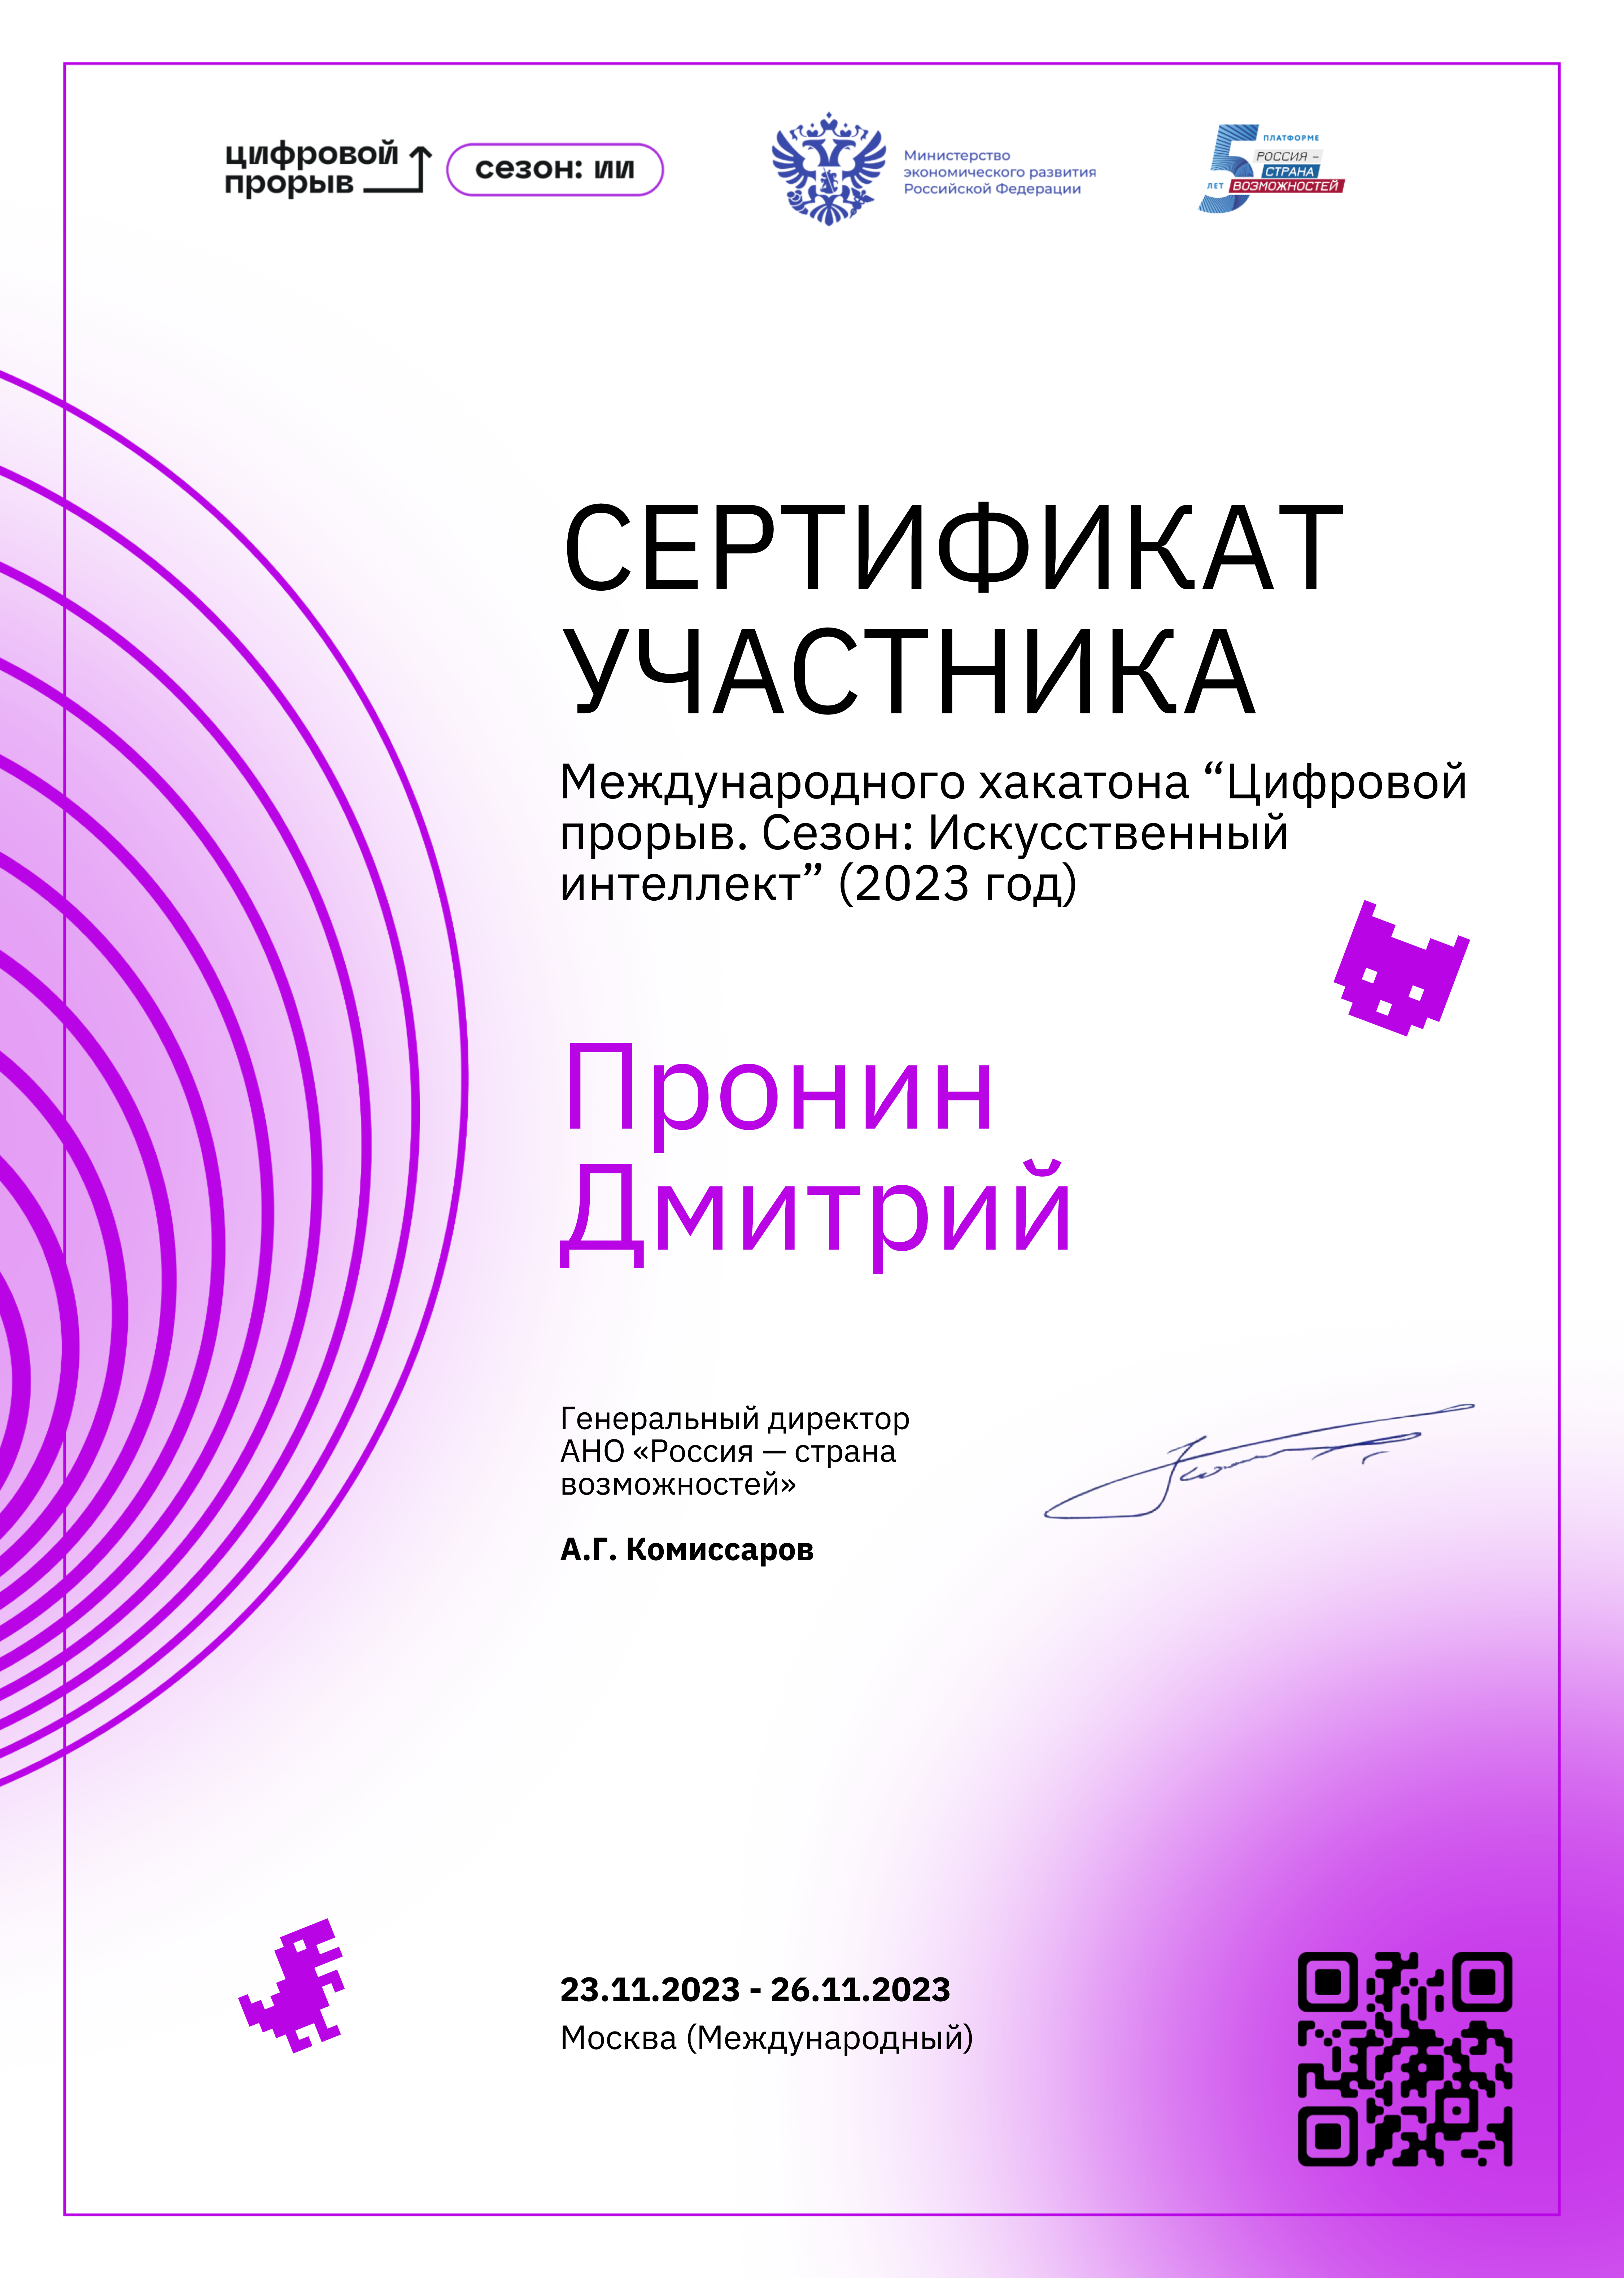 цифровой
прорыв
сезон: ии
Министерство
экономического развития
Российской Федерации
5
ПЛАТФОРМЕ
РОССИЯ –
СТРАНА
ЛЕТ ВОЗМОЖНОСТЕЙ
СЕРТИФИКАТ
УЧАСТНИКА
Международного хакатона “Цифровой
прорыв. Сезон: Искусственный
интеллект” (2023 год)
Пронин
Дмитрий
Генеральный директор
АНО «Россия — страна
возможностей»
А.Г. Комиссаров
23.11.2023 - 26.11.2023
Москва (Международный)